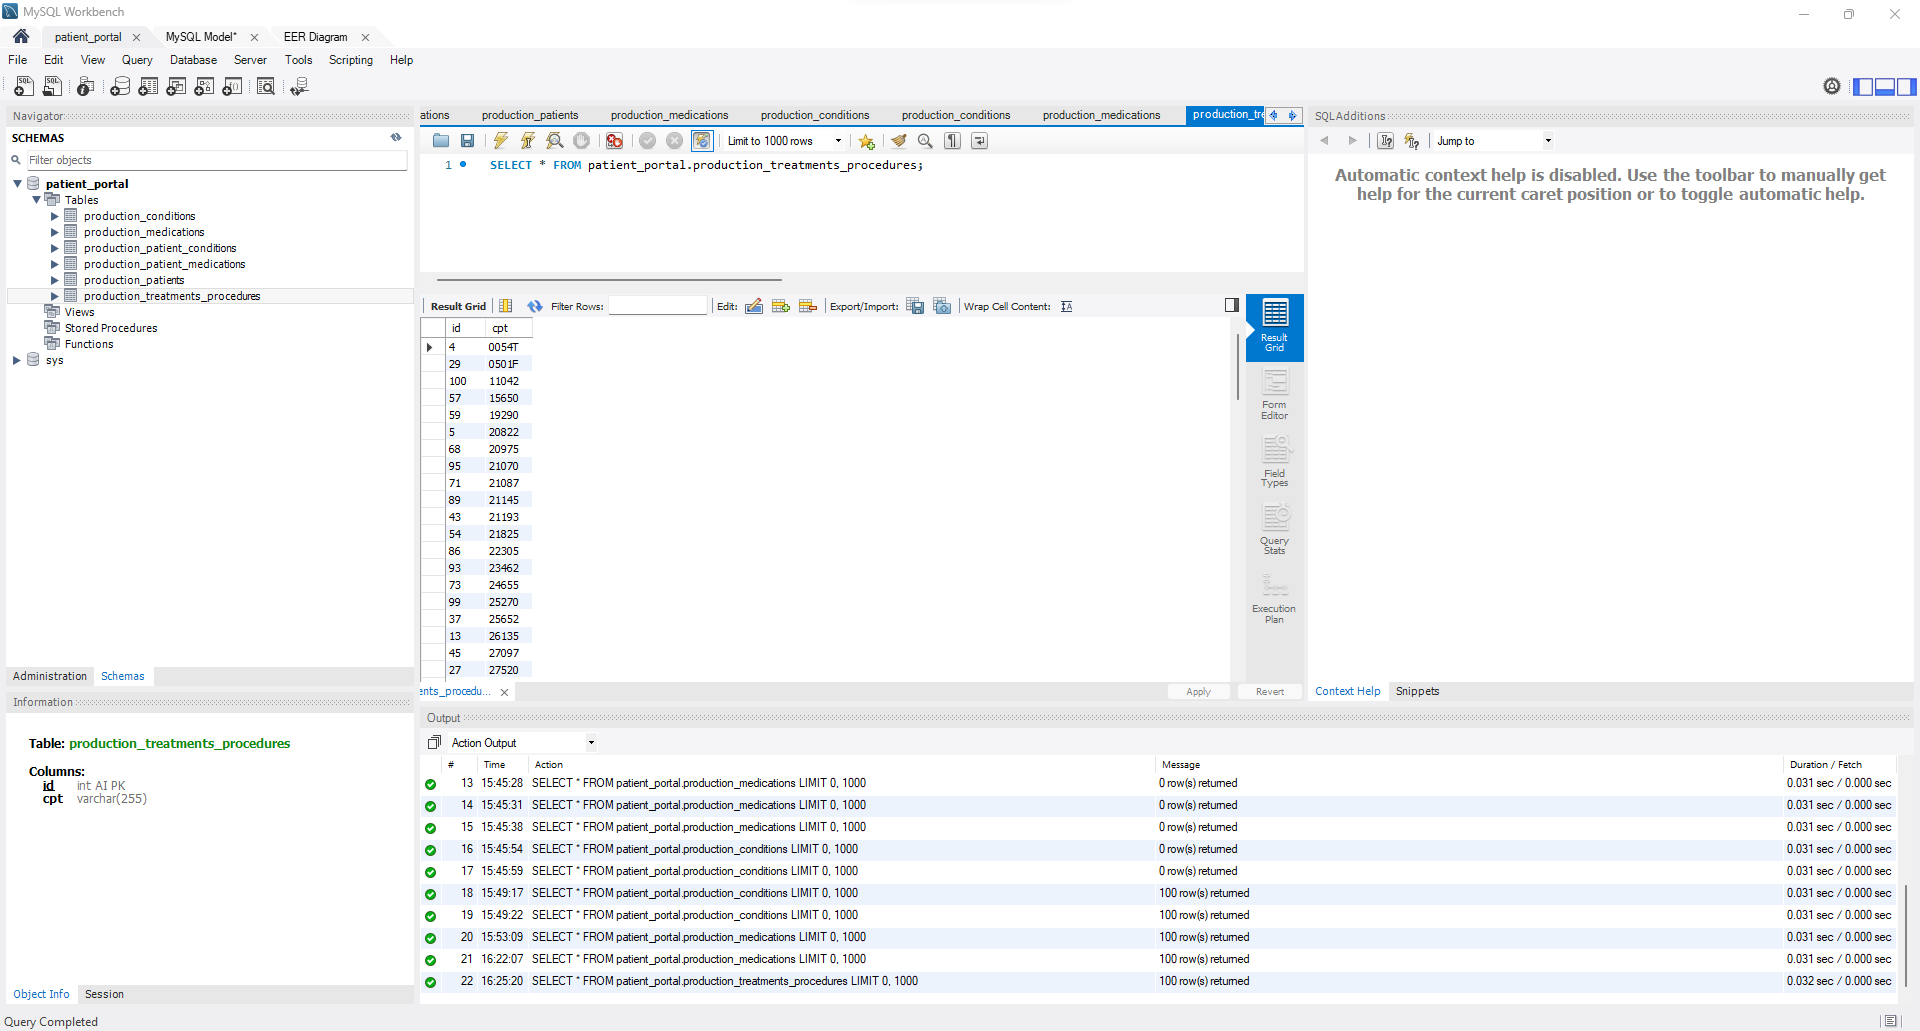 MySQL Workbench
patient_portal MySQL Model* EER Diagram
File Edit View Query Database Server Tools Scripting Help
Navigator
SCHEMAS
Filter objects
patient_portal
Tables
production_conditions
production_medications
production_patient_conditions
production_patient_medications
production_patients
production_treatments_procedures
Views
Stored Procedures
Functions
sys
Administration Schemas
Information
Table: production_treatments_procedures
Columns:
id int AI PK
cpt varchar(255)
Object Info Session
ations production_patients production_medications production_conditions production_conditions production_medications production_tre
Limit to 1000 rows
1 SELECT * FROM patient_portal.production_treatments_procedures;
Result Grid Filter Rows: Edit: Export/Import: Wrap Cell Content:
id cpt
4 0054T
29 0501F
100 11042
57 15650
59 19290
5 20822
68 20975
95 21070
71 21087
89 21145
43 21193
54 21825
86 22305
93 23462
73 24655
99 25270
37 25652
13 26135
45 27097
27 27520
Result Grid
Form Editor
Field Types
Query Stats
Execution Plan
ents_procedu... Apply Revert
SQLAdditions
Jump to
Automatic context help is disabled. Use the toolbar to manually get
help for the current caret position or to toggle automatic help.
Context Help Snippets
Output
Action Output
# Time Action Message Duration / Fetch
13 15:45:28 SELECT * FROM patient_portal.production_medications LIMIT 0, 1000 0 row(s) returned 0.031 sec / 0.000 sec
14 15:45:31 SELECT * FROM patient_portal.production_medications LIMIT 0, 1000 0 row(s) returned 0.031 sec / 0.000 sec
15 15:45:38 SELECT * FROM patient_portal.production_medications LIMIT 0, 1000 0 row(s) returned 0.031 sec / 0.000 sec
16 15:45:54 SELECT * FROM patient_portal.production_conditions LIMIT 0, 1000 0 row(s) returned 0.031 sec / 0.000 sec
17 15:45:59 SELECT * FROM patient_portal.production_conditions LIMIT 0, 1000 0 row(s) returned 0.031 sec / 0.000 sec
18 15:49:17 SELECT * FROM patient_portal.production_conditions LIMIT 0, 1000 100 row(s) returned 0.031 sec / 0.000 sec
19 15:49:22 SELECT * FROM patient_portal.production_conditions LIMIT 0, 1000 100 row(s) returned 0.031 sec / 0.000 sec
20 15:53:09 SELECT * FROM patient_portal.production_medications LIMIT 0, 1000 100 row(s) returned 0.031 sec / 0.000 sec
21 16:22:07 SELECT * FROM patient_portal.production_medications LIMIT 0, 1000 100 row(s) returned 0.031 sec / 0.000 sec
22 16:25:20 SELECT * FROM patient_portal.production_treatments_procedures LIMIT 0, 1000 100 row(s) returned 0.032 sec / 0.000 sec
Query Completed